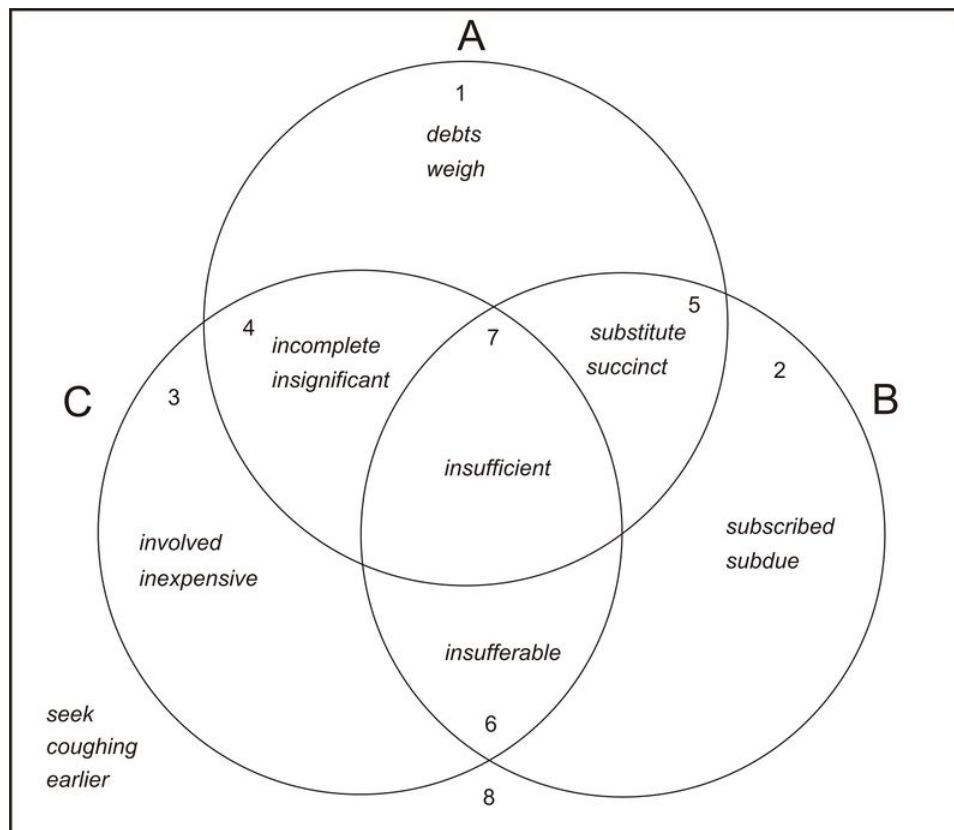 A
1
debts
weigh
4
incomplete
insignificant
7
5
substitute
succinct
2
C
3
B
insufficient
involved
inexpensive
subscribed
subdue
insufferable
6
seek
coughing
earlier
8